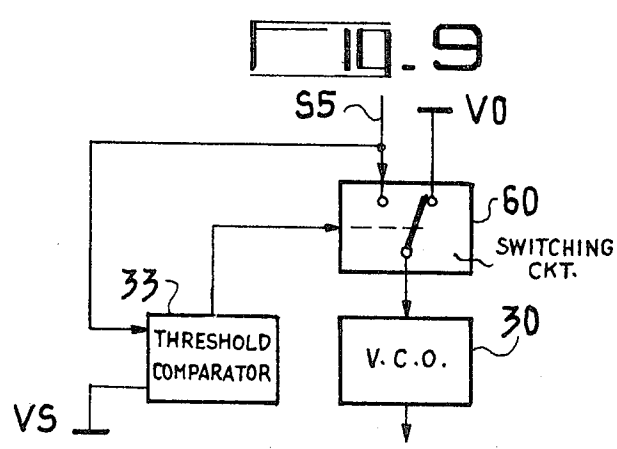 FIG. 9
S5
V0
60
SWITCHING
CKT.
33
THRESHOLD
COMPARATOR
30
V.C.O.
VS